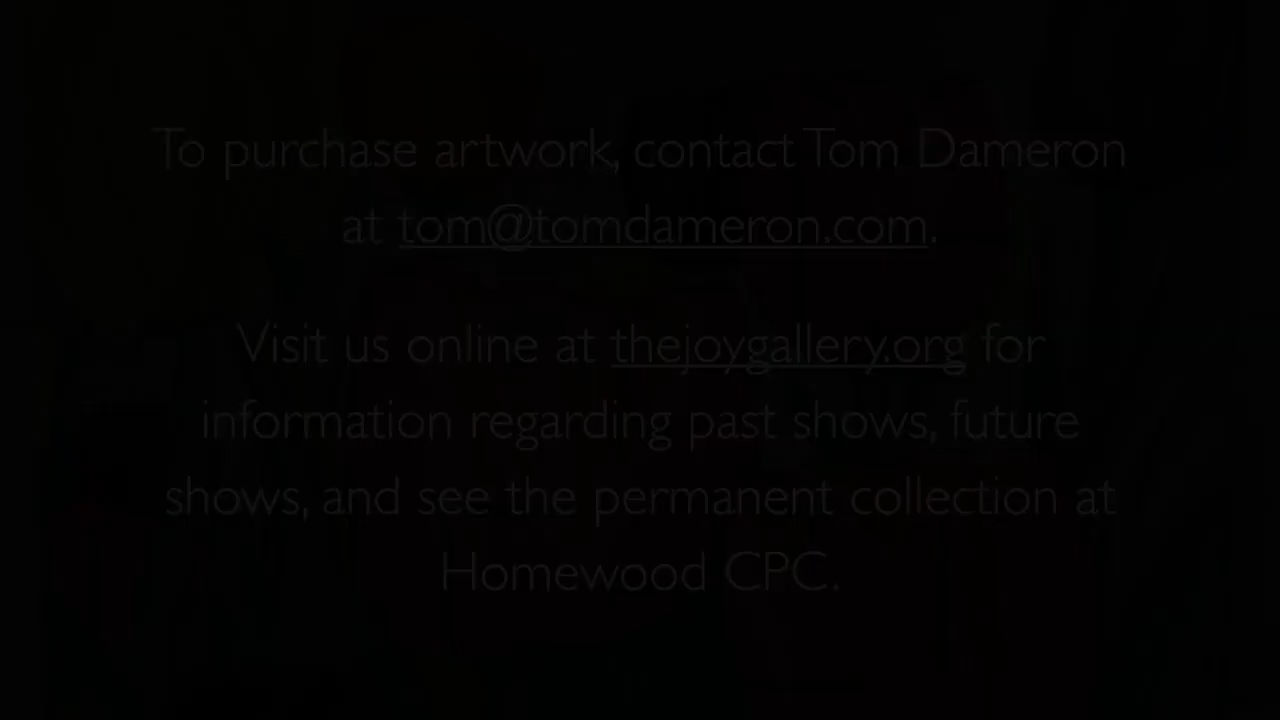 To purchase artwork, contact Tom Dameron
at tom@tomdameron.com.
Visit us online at thejoygallery.org for
information regarding past shows, future
shows, and see the permanent collection at
Homewood CPC.